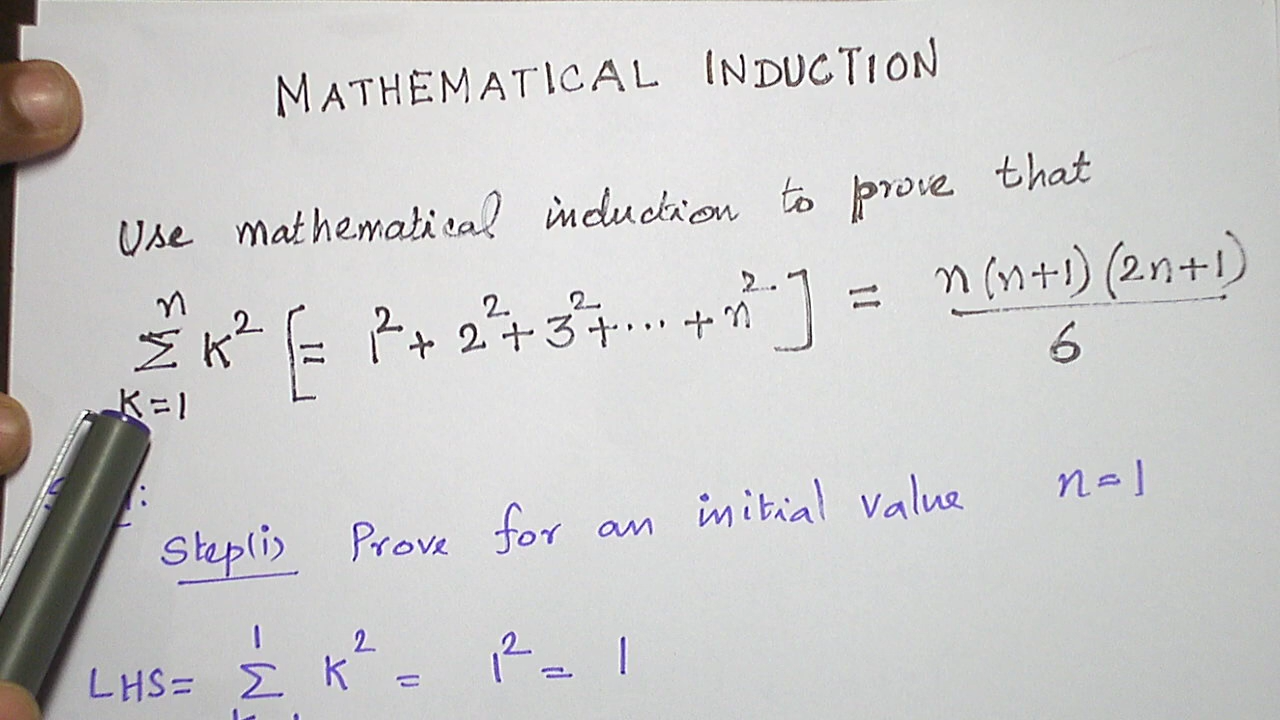 MATHEMATICAL INDUCTION
Use mathematical induction to prove that
n
Σ K² [= 1² + 2² + 3² + ... + n²] = n(n+1)(2n+1)
K=1
6
Step(i) Prove for an initial value n=1
1
LHS = Σ K² = 1² = 1